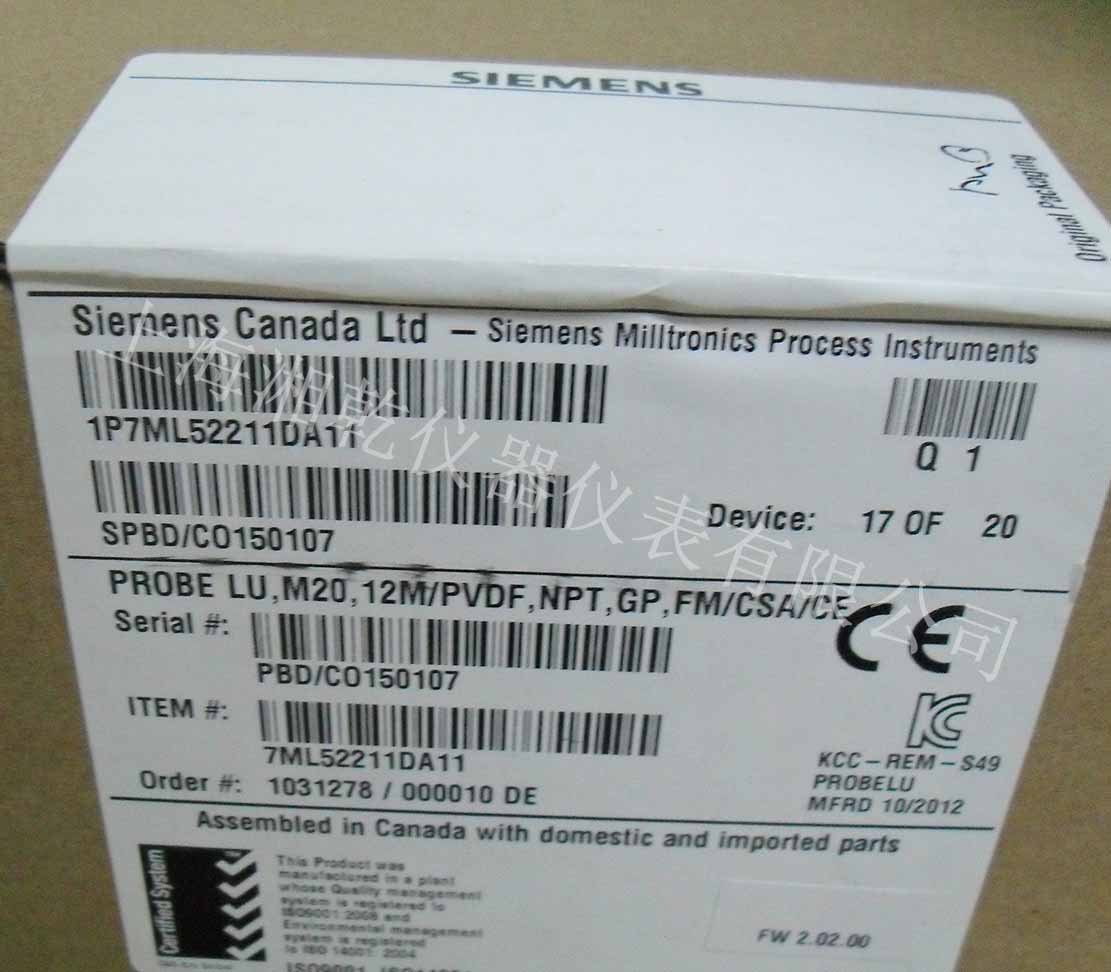 SIEMENS
Original Packaging
Siemens Canada Ltd — Siemens Milltronics Process Instruments
1P7ML52211DA11
Q 1
SPBD/CO150107
Device: 17 OF 20
PROBE LU,M20,12M/PVDF,NPT,GP,FM/CSA/CE
CE
Serial #:
PBD/CO150107
ITEM #:
7ML52211DA11
KCC-REM-S49
PROBELU
MFRD 10/2012
Order #: 1031278 / 000010 DE
Assembled in Canada with domestic and imported parts
Certified System
This Product was
manufactured in a plant
whose Quality management
system is registered to
ISO9001:2008 and
Environmental management
system is registered
to ISO 14001: 2004
FW 2.02.00
上海湘乾仪器仪表有限公司